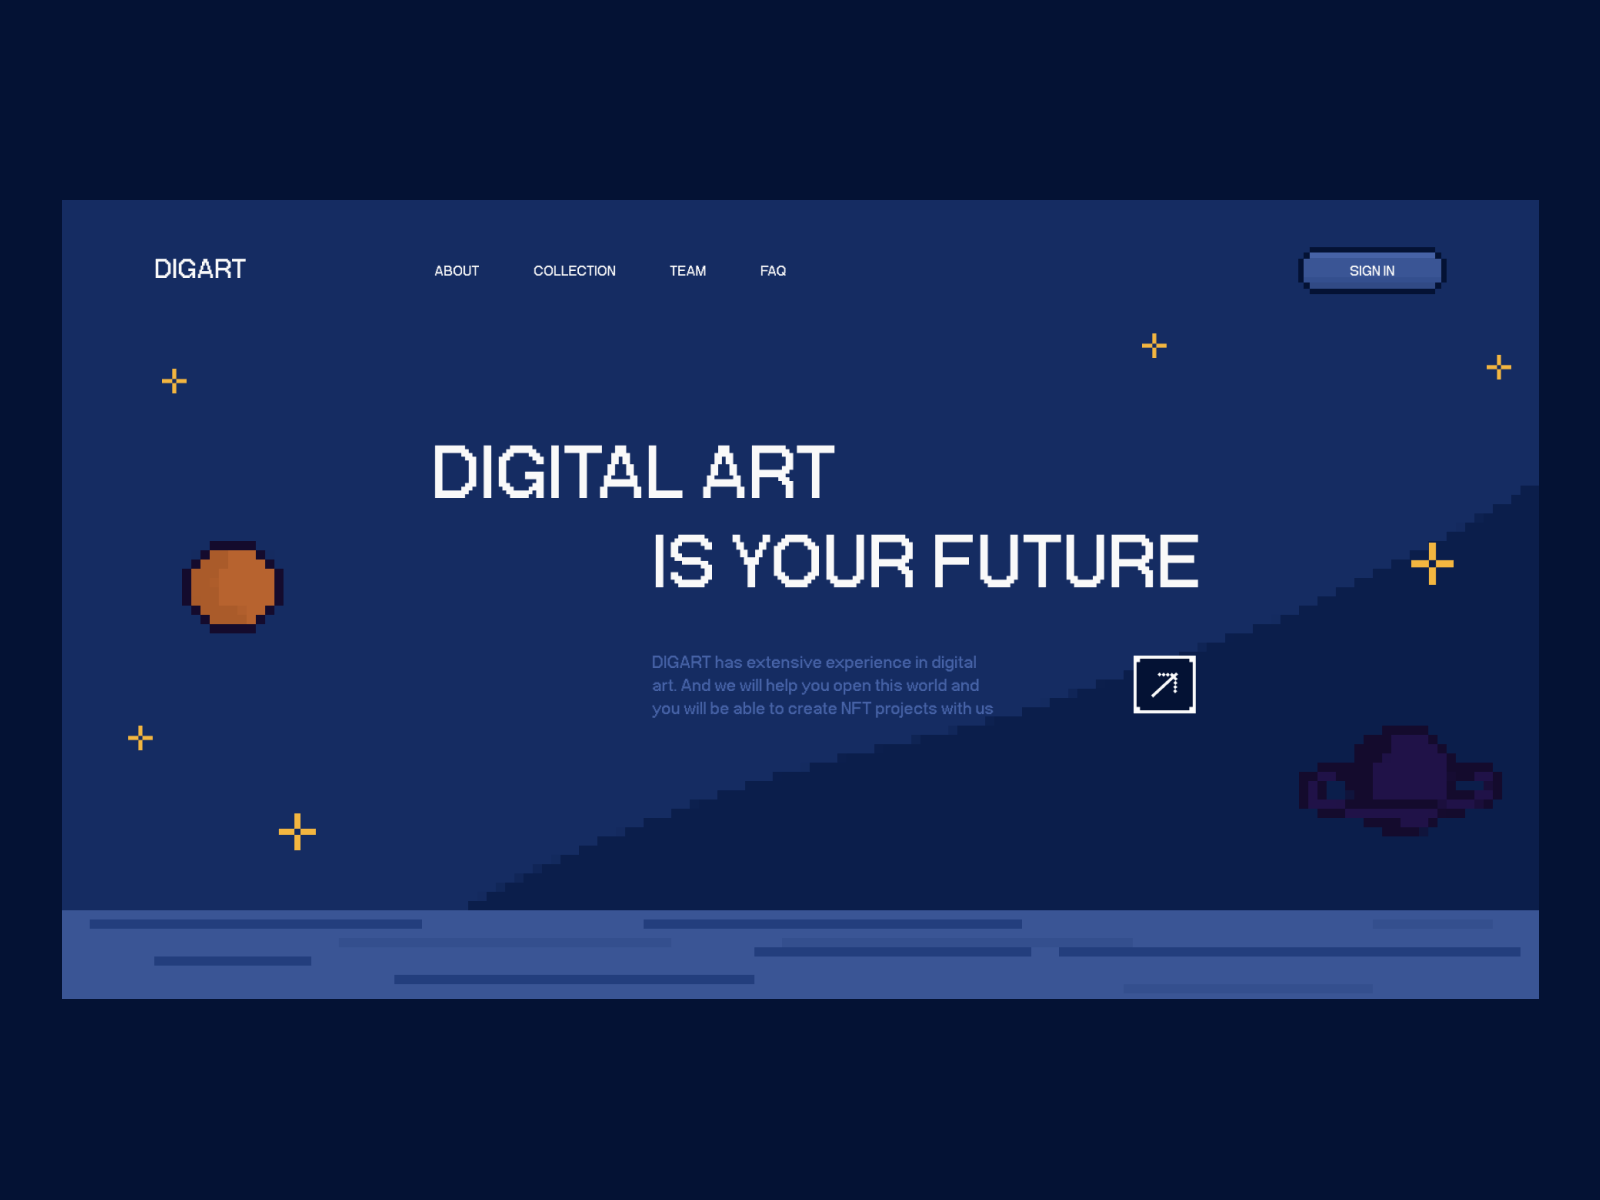 DIGART
ABOUT COLLECTION TEAM FAQ
SIGN IN
DIGITAL ART
IS YOUR FUTURE
DIGART has extensive experience in digital
art. And we will help you open this world and
you will be able to create NFT projects with us